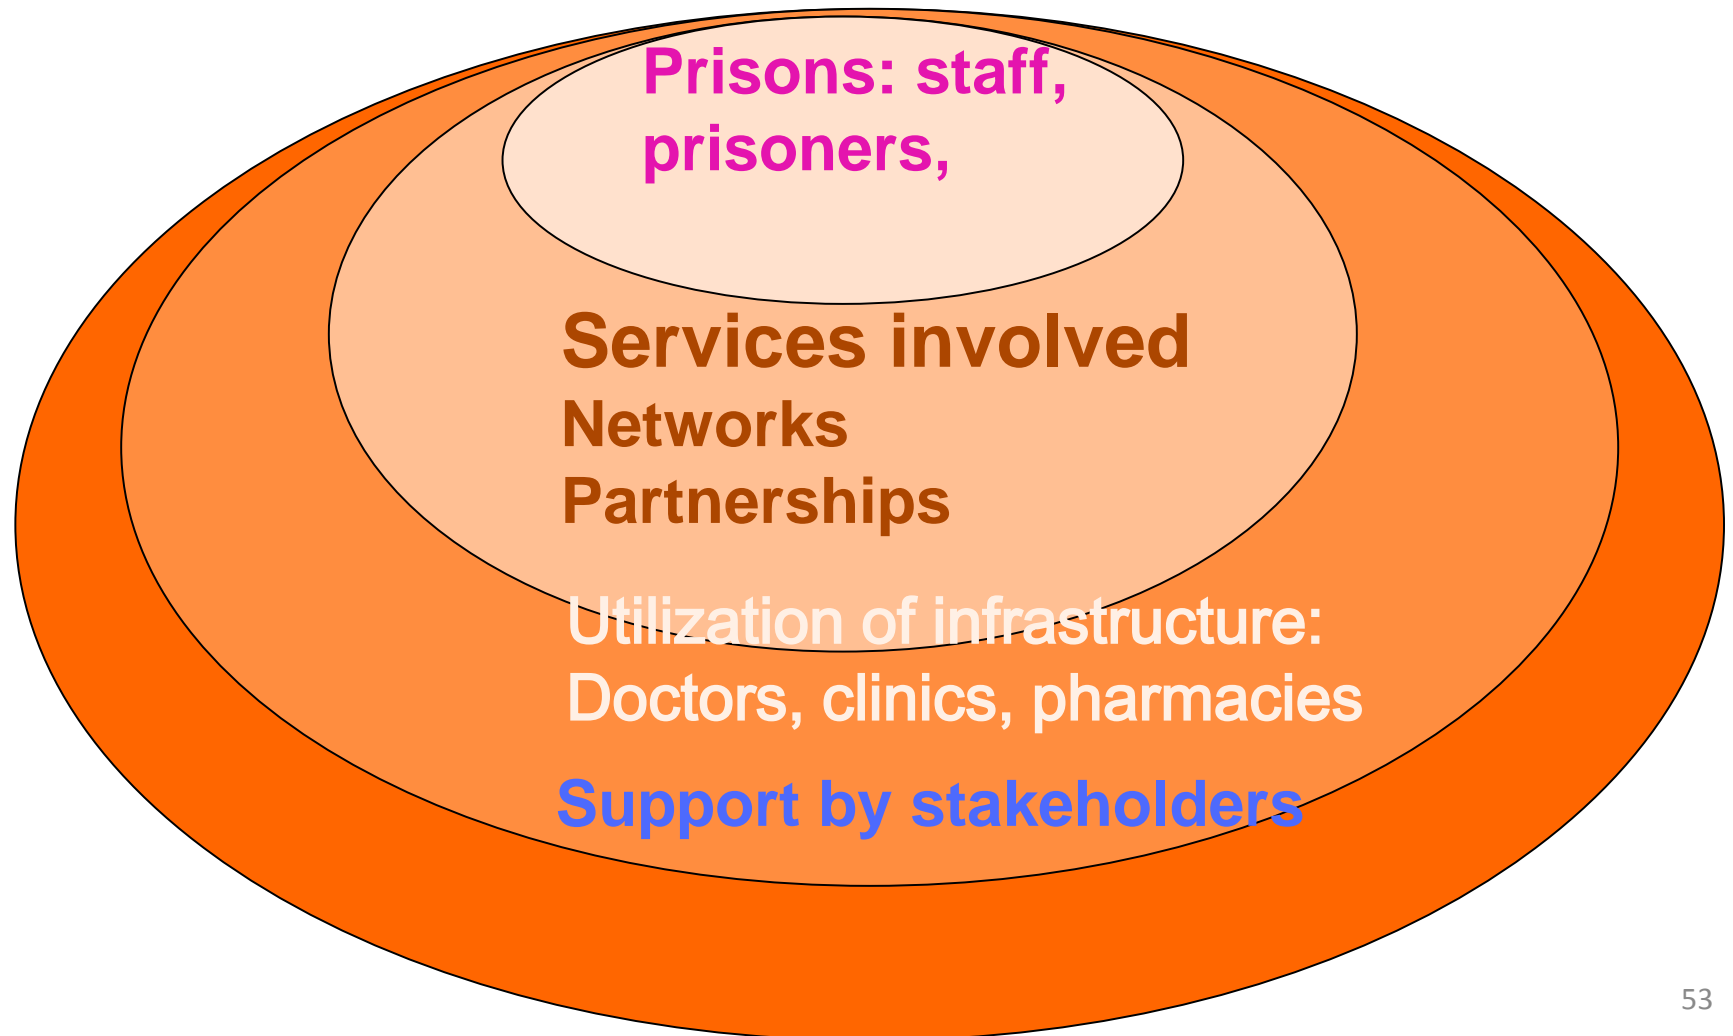 Prisons: staff,
prisoners,
Services involved
Networks
Partnerships
Utilization of infrastructure:
Doctors, clinics, pharmacies
Support by stakeholders
53